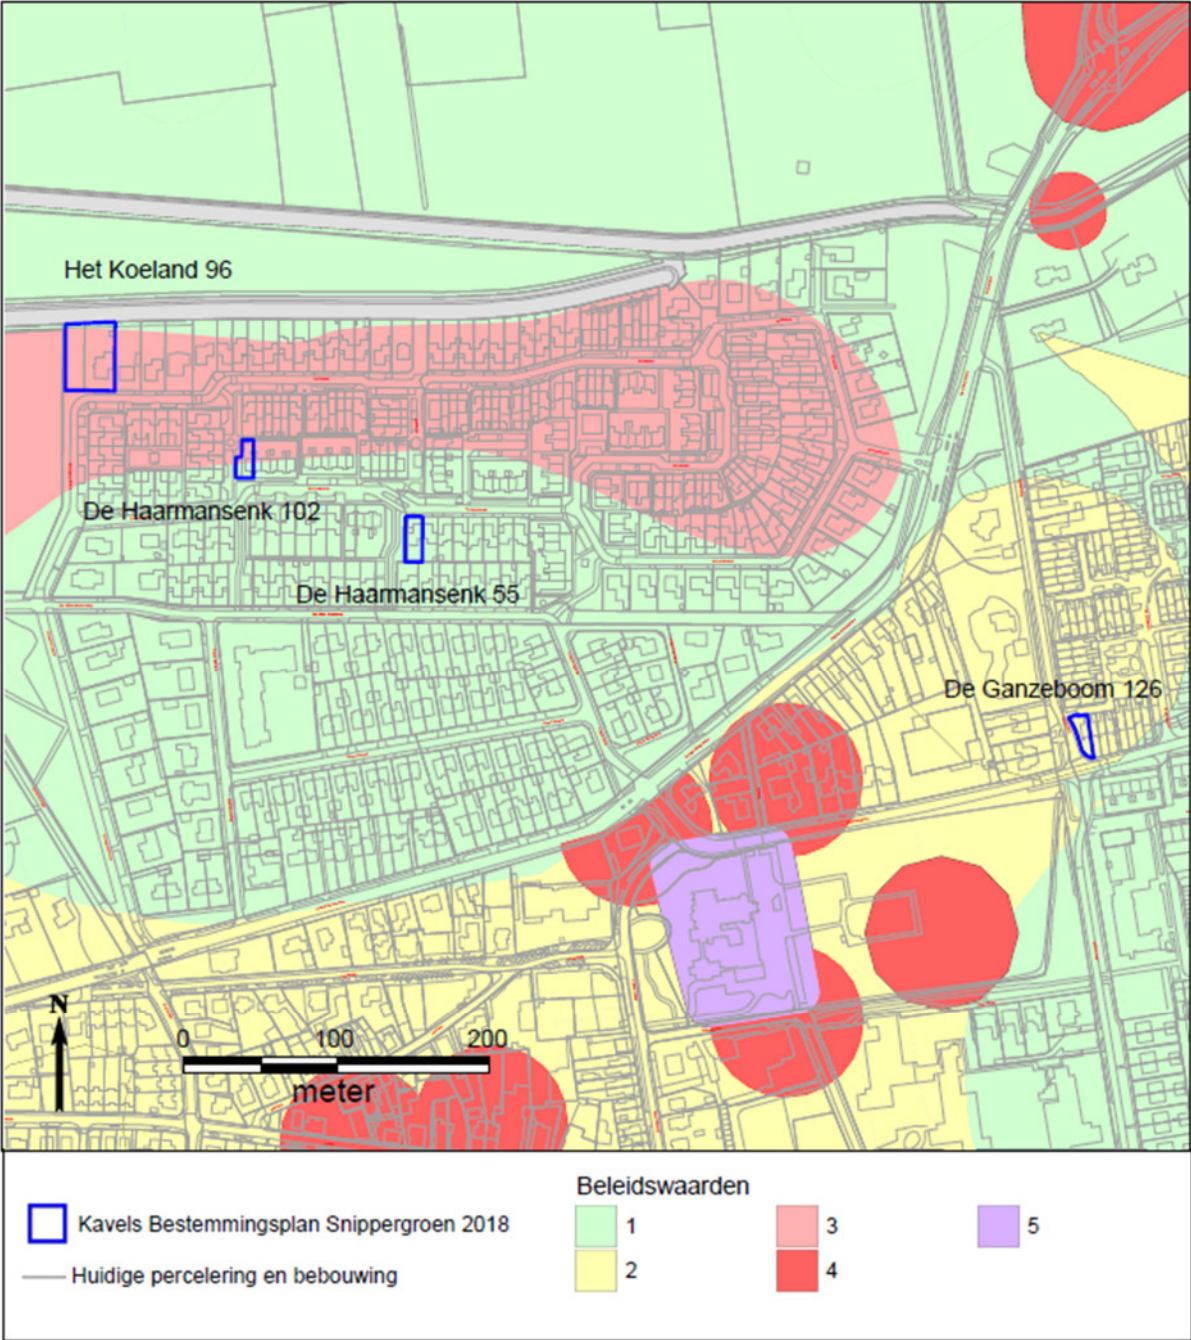 Het Koeland 96
De Haarmansenk 102
De Haarmansenk 55
De Ganzeboom 126
N
0 100 200
meter
Beleidswaarden
Kavels Bestemmingsplan Snippergroen 2018
Huidige percelering en bebouwing
1
2
3
4
5